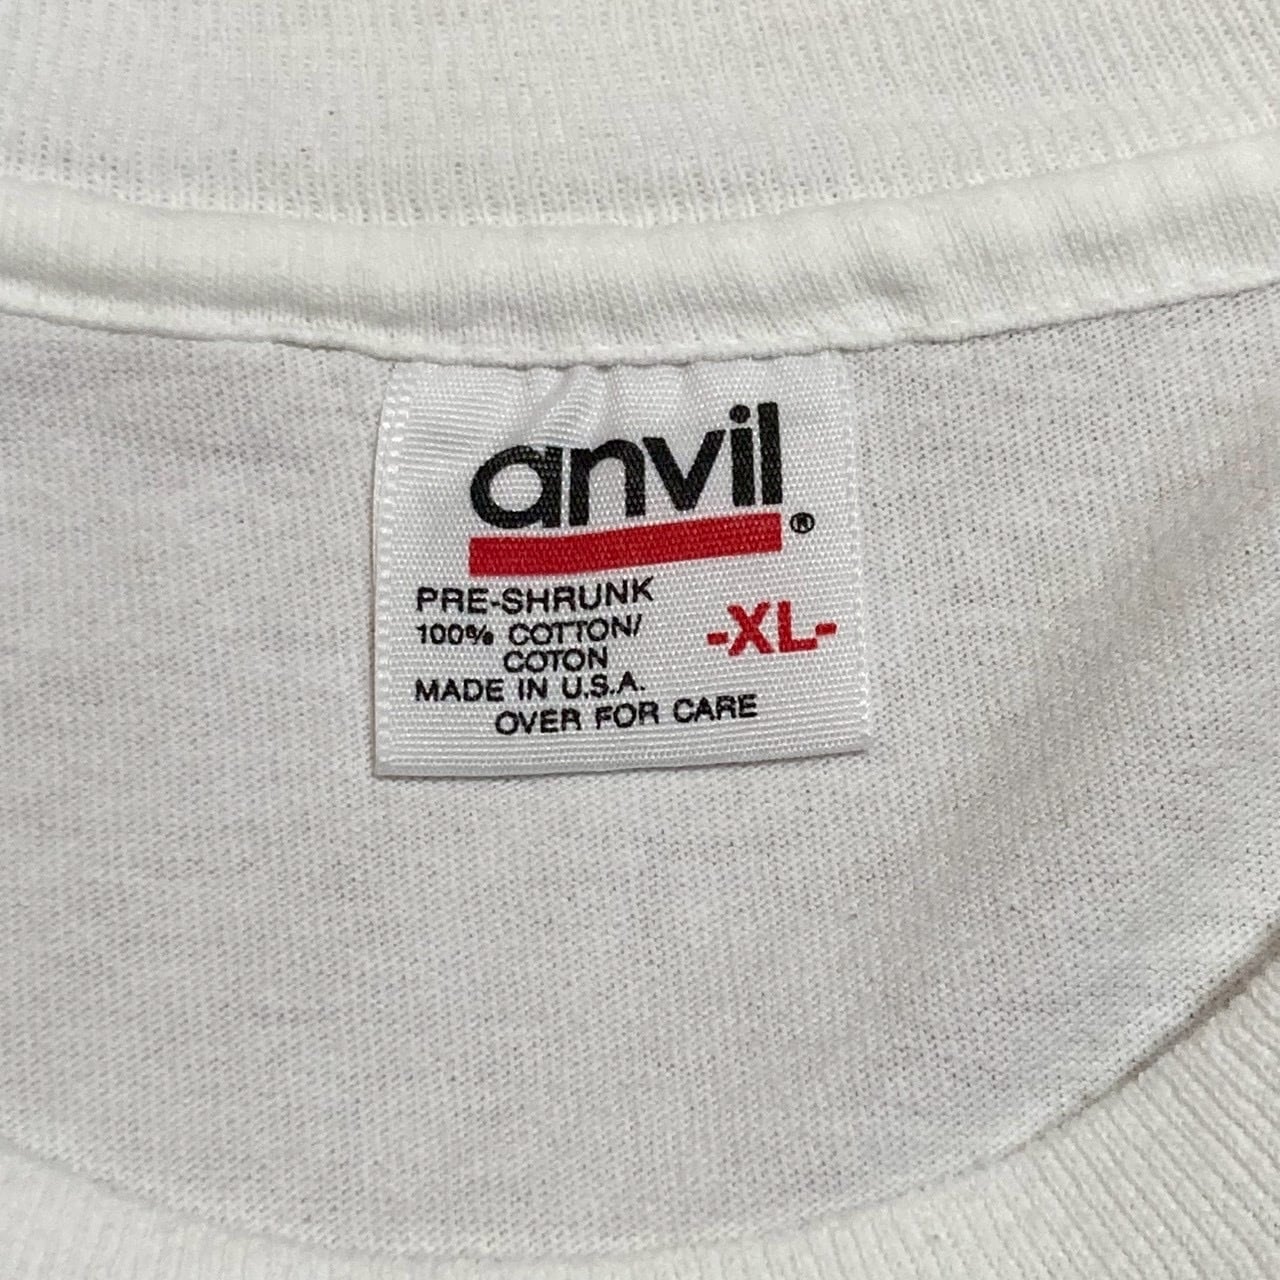 anvil®
PRE-SHRUNK
100% COTTON/
COTON
-XL-
MADE IN U.S.A.
OVER FOR CARE